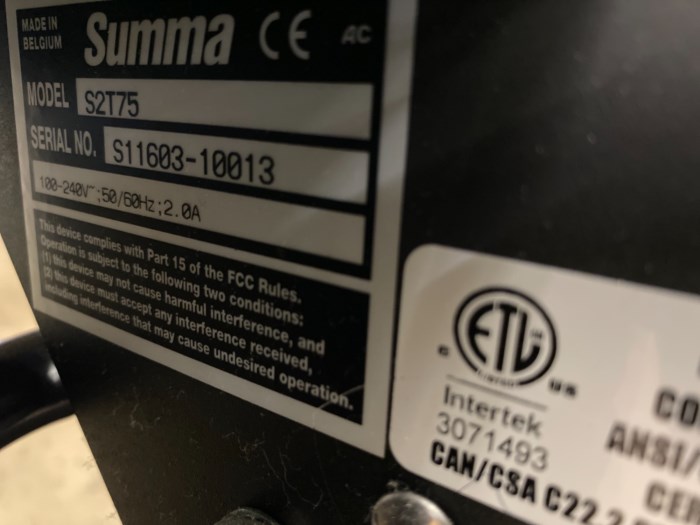 MADE IN
BELGIUM
Summa CE AC
MODEL S2T75
SERIAL NO. S11603-10013
100-240V~;50/60Hz;2.0A
This device complies with Part 15 of the FCC Rules.
Operation is subject to the following two conditions:
(1) this device may not cause harmful interference, and
(2) this device must accept any interference received,
including interference that may cause undesired operation.
ETL
C US
Intertek
3071493
CO
ANSI/
CAN/CSA C22.2
CE